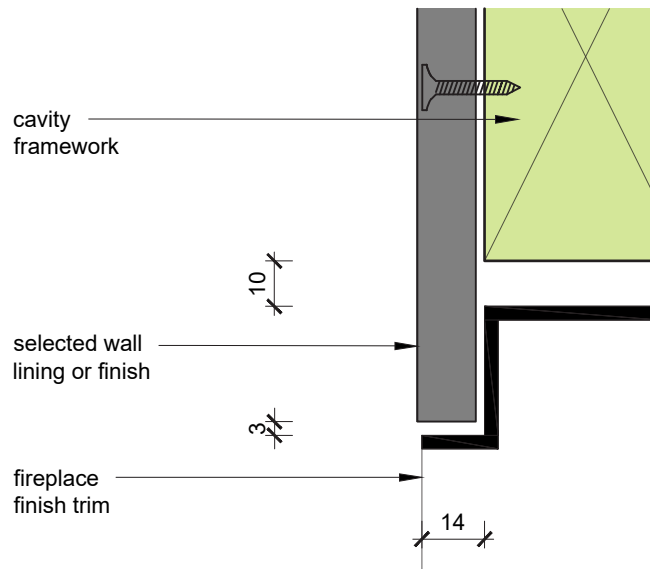 cavity
framework
10
selected wall
lining or finish
3
fireplace
finish trim
14